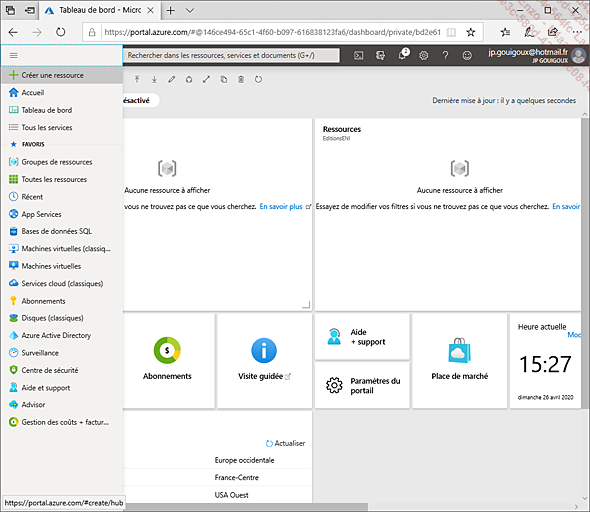 Tableau de bord - Micro
https://portal.azure.com/#@146ce494-65c1-4f60-b097-616838123fa6/dashboard/private/bd2e61
Rechercher dans les ressources, services et documents (G+/)
2
jp.gouigoux@hotmail.fr
JP GOUIGOUX
Créer une ressource
Accueil
Tableau de bord
Tous les services
FAVORIS
Groupes de ressources
Toutes les ressources
Récent
App Services
Bases de données SQL
Machines virtuelles (classiq...
Machines virtuelles
Services cloud (classiques)
Abonnements
Disques (classiques)
Azure Active Directory
Surveillance
Centre de sécurité
Aide et support
Advisor
Gestion des coûts + factur...
https://portal.azure.com/#create/hub
ésactivé
Dernière mise à jour : il y a quelques secondes
Aucune ressource à afficher
vous ne trouvez pas ce que vous cherchez. En savoir plus
Ressources
EditionsENI
Aucune ressource à afficher
Essayez de modifier vos filtres si vous ne trouvez pas ce que vous cherchez. En savoir
Abonnements
Visite guidée
Aide
+ support
Paramètres du
portail
Place de marché
Heure actuelle
Mod
15:27
dimanche 26 avril 2020
Actualiser
Europe occidentale
France-Centre
USA Ouest